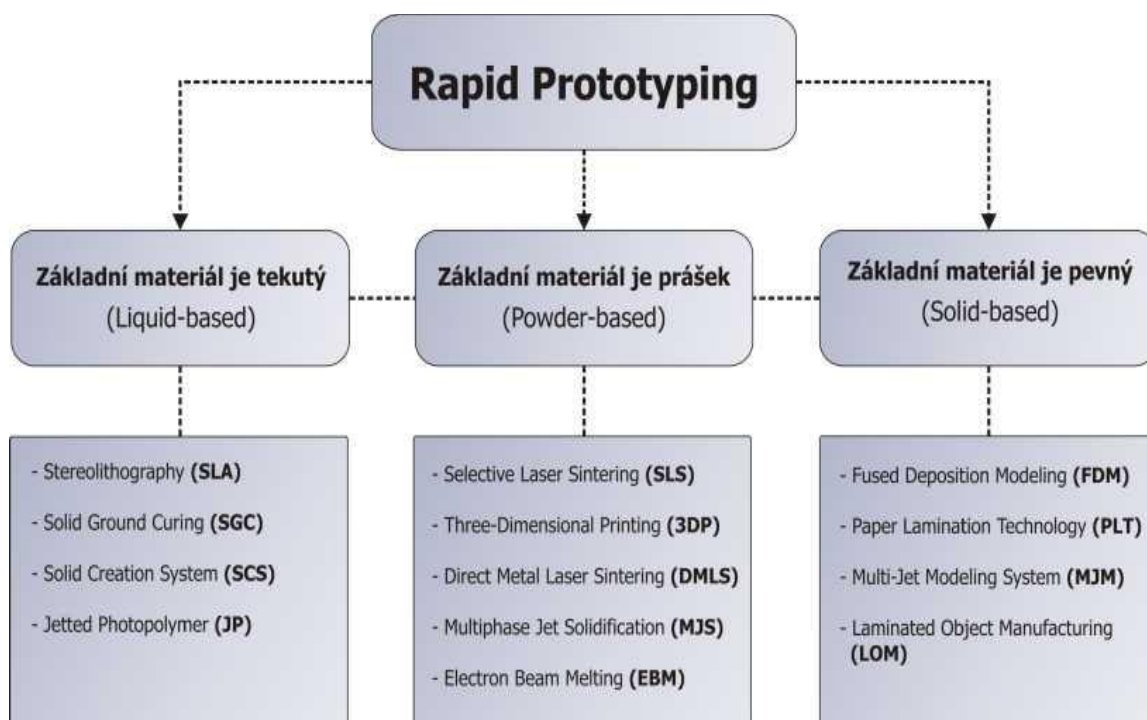 Rapid Prototyping
Základní materiál je tekutý
(Liquid-based)
Základní materiál je prášek
(Powder-based)
Základní materiál je pevný
(Solid-based)
- Stereolithography (SLA)
- Solid Ground Curing (SGC)
- Solid Creation System (SCS)
- Jetted Photopolymer (JP)
- Selective Laser Sintering (SLS)
- Three-Dimensional Printing (3DP)
- Direct Metal Laser Sintering (DMLS)
- Multiphase Jet Solidification (MJS)
- Electron Beam Melting (EBM)
- Fused Deposition Modeling (FDM)
- Paper Lamination Technology (PLT)
- Multi-Jet Modeling System (MJM)
- Laminated Object Manufacturing
(LOM)